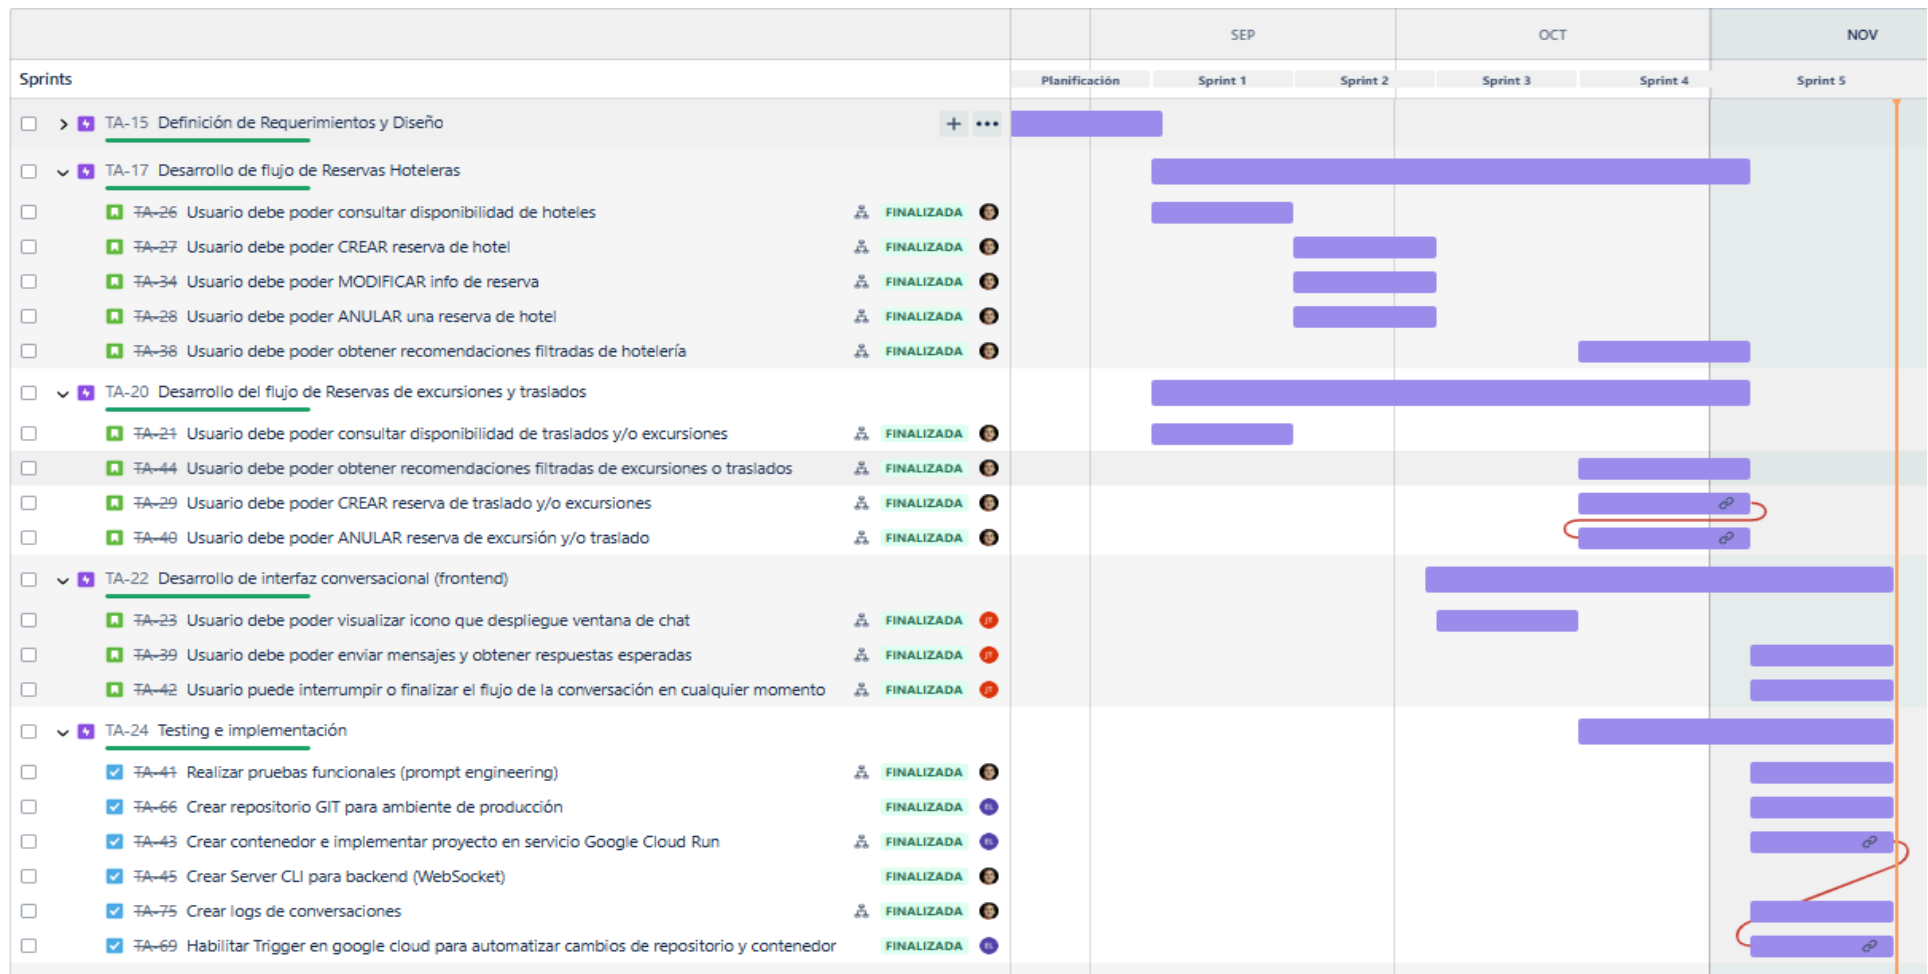 SEP OCT NOV
Sprints Planificación Sprint 1 Sprint 2 Sprint 3 Sprint 4 Sprint 5
TA-15 Definición de Requerimientos y Diseño
TA-17 Desarrollo de flujo de Reservas Hoteleras
TA-26 Usuario debe poder consultar disponibilidad de hoteles FINALIZADA
TA-27 Usuario debe poder CREAR reserva de hotel FINALIZADA
TA-34 Usuario debe poder MODIFICAR info de reserva FINALIZADA
TA-28 Usuario debe poder ANULAR una reserva de hotel FINALIZADA
TA-38 Usuario debe poder obtener recomendaciones filtradas de hotelería FINALIZADA
TA-20 Desarrollo del flujo de Reservas de excursiones y traslados
TA-21 Usuario debe poder consultar disponibilidad de traslados y/o excursiones FINALIZADA
TA-44 Usuario debe poder obtener recomendaciones filtradas de excursiones o traslados FINALIZADA
TA-29 Usuario debe poder CREAR reserva de traslado y/o excursiones FINALIZADA
TA-40 Usuario debe poder ANULAR reserva de excursión y/o traslado FINALIZADA
TA-22 Desarrollo de interfaz conversacional (frontend)
TA-23 Usuario debe poder visualizar icono que despliegue ventana de chat FINALIZADA JT
TA-39 Usuario debe poder enviar mensajes y obtener respuestas esperadas FINALIZADA JT
TA-42 Usuario puede interrumpir o finalizar el flujo de la conversación en cualquier momento FINALIZADA JT
TA-24 Testing e implementación
TA-41 Realizar pruebas funcionales (prompt engineering) FINALIZADA
TA-66 Crear repositorio GIT para ambiente de producción FINALIZADA EL
TA-43 Crear contenedor e implementar proyecto en servicio Google Cloud Run FINALIZADA EL
TA-45 Crear Server CLI para backend (WebSocket) FINALIZADA
TA-75 Crear logs de conversaciones FINALIZADA
TA-69 Habilitar Trigger en google cloud para automatizar cambios de repositorio y contenedor FINALIZADA EL